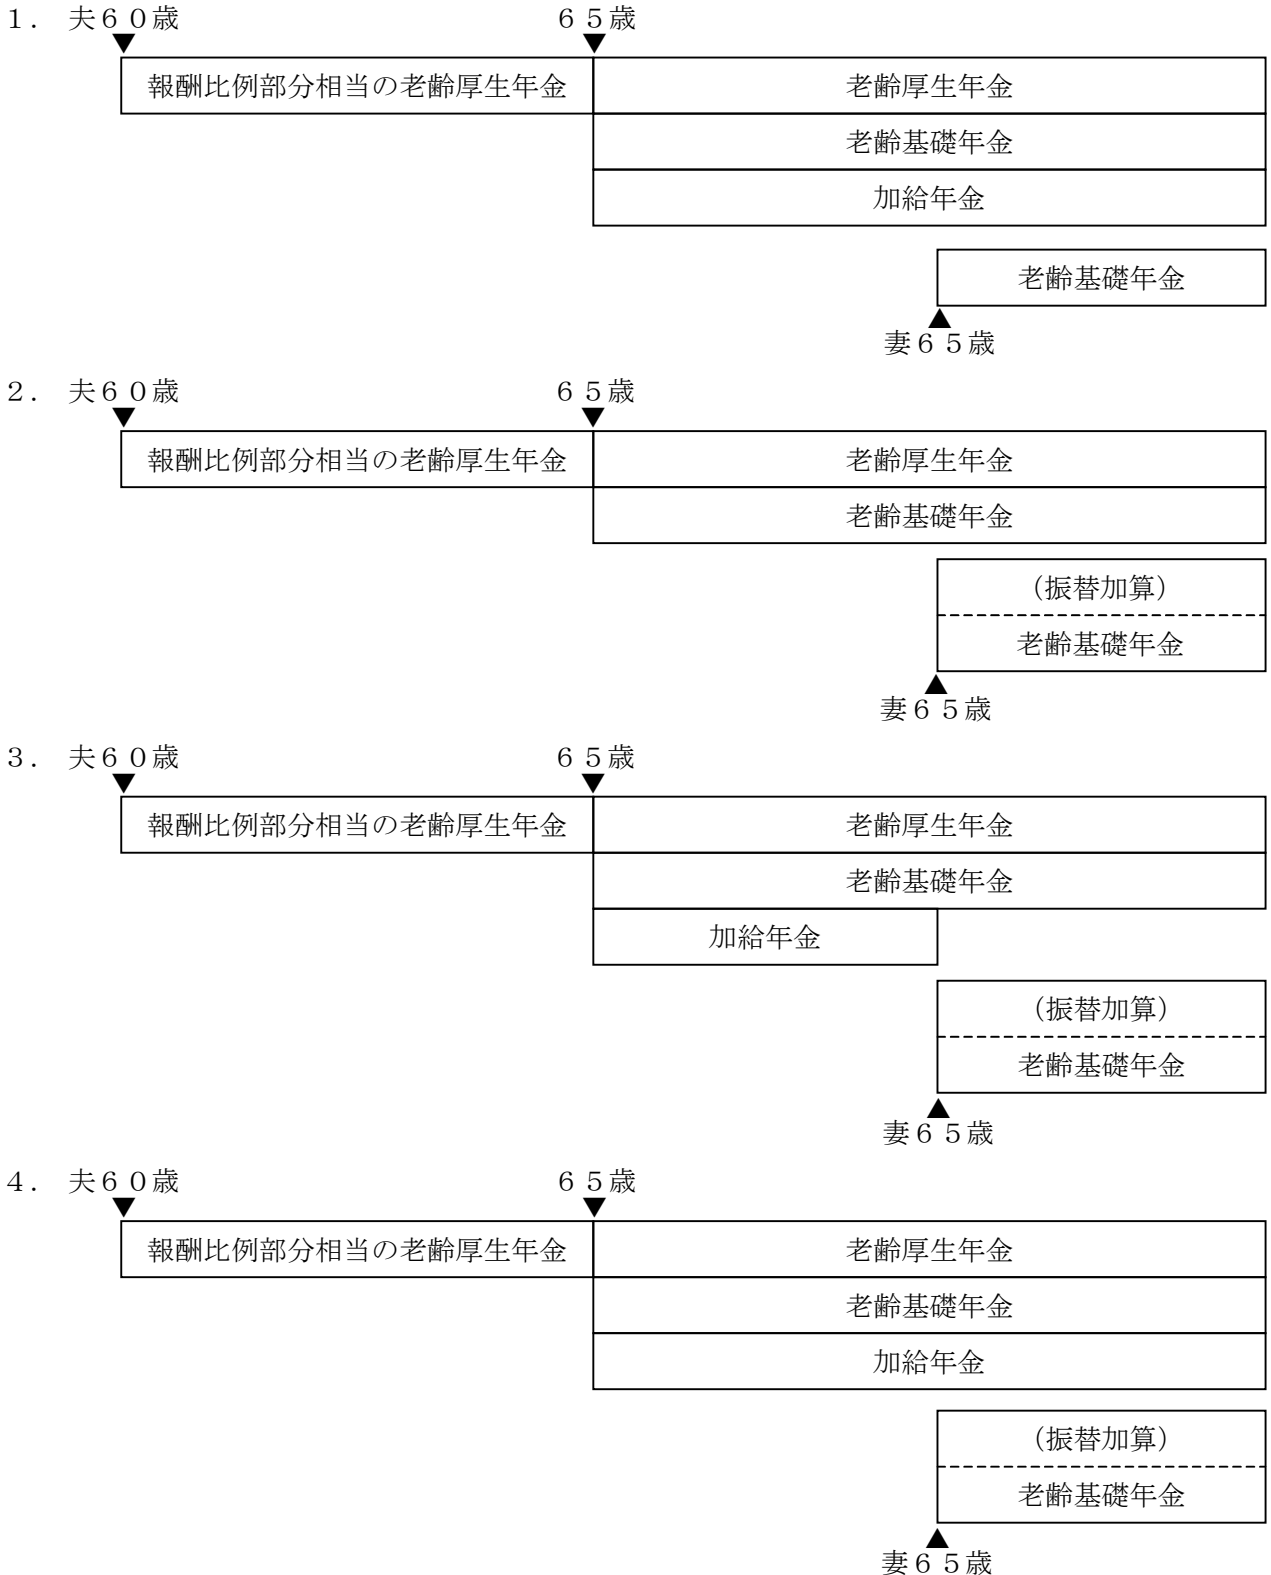 １． 夫６０歳 ６５歳
報酬比例部分相当の老齢厚生年金 老齢厚生年金
老齢基礎年金
加給年金
老齢基礎年金
妻６５歳
２． 夫６０歳 ６５歳
報酬比例部分相当の老齢厚生年金 老齢厚生年金
老齢基礎年金
（振替加算）
老齢基礎年金
妻６５歳
３． 夫６０歳 ６５歳
報酬比例部分相当の老齢厚生年金 老齢厚生年金
老齢基礎年金
加給年金
（振替加算）
老齢基礎年金
妻６５歳
４． 夫６０歳 ６５歳
報酬比例部分相当の老齢厚生年金 老齢厚生年金
老齢基礎年金
加給年金
（振替加算）
老齢基礎年金
妻６５歳